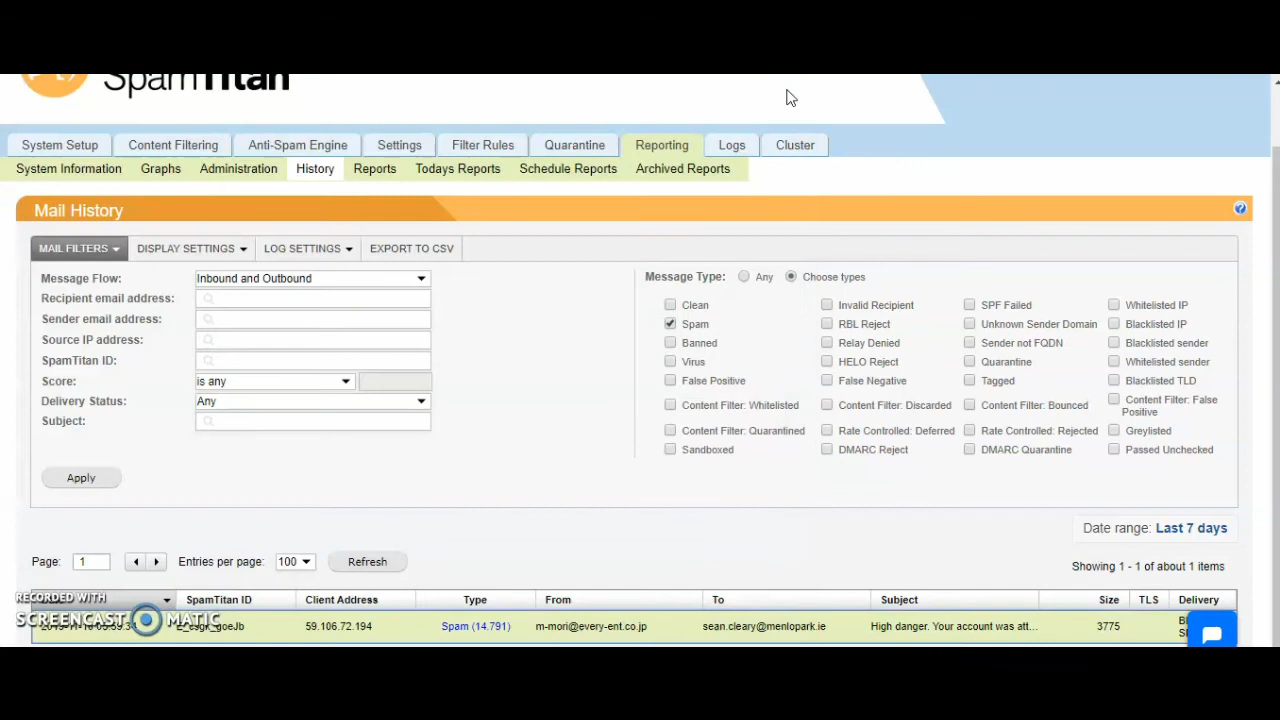 SpamTitan
System Setup Content Filtering Anti-Spam Engine Settings Filter Rules Quarantine Reporting Logs Cluster
System Information Graphs Administration History Reports Todays Reports Schedule Reports Archived Reports
Mail History
MAIL FILTERS DISPLAY SETTINGS LOG SETTINGS EXPORT TO CSV
Message Flow: Inbound and Outbound
Recipient email address:
Sender email address:
Source IP address:
SpamTitan ID:
Score: is any
Delivery Status: Any
Subject:
Apply
Message Type: Any Choose types
Clean Invalid Recipient SPF Failed Whitelisted IP
Spam RBL Reject Unknown Sender Domain Blacklisted IP
Banned Relay Denied Sender not FQDN Blacklisted sender
Virus HELO Reject Quarantine Whitelisted sender
False Positive False Negative Tagged Blacklisted TLD
Content Filter: Whitelisted Content Filter: Discarded Content Filter: Bounced Content Filter: False Positive
Content Filter: Quarantined Rate Controlled: Deferred Rate Controlled: Rejected Greylisted
Sandboxed DMARC Reject DMARC Quarantine Passed Unchecked
Date range: Last 7 days
Page: 1 Entries per page: 100 Refresh
Showing 1 - 1 of about 1 items
SpamTitan ID Client Address Type From To Subject Size TLS Delivery
59.106.72.194 Spam (14.791) m-mori@every-ent.co.jp sean.cleary@menlopark.ie High danger. Your account was att... 3775
RECORDED WITH
SCREENCAST MATIC